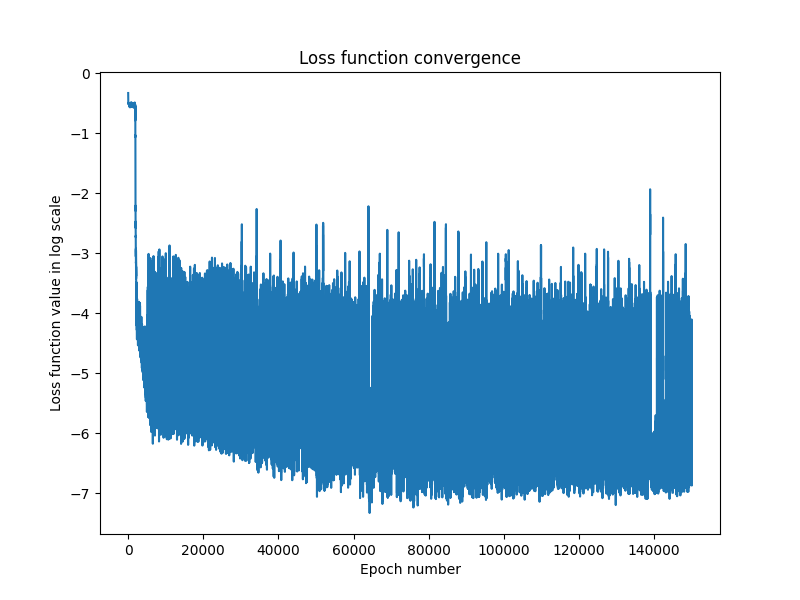 Loss function convergence
Loss function value in log scale
0
−1
−2
−3
−4
−5
−6
−7
0 20000 40000 60000 80000 100000 120000 140000
Epoch number